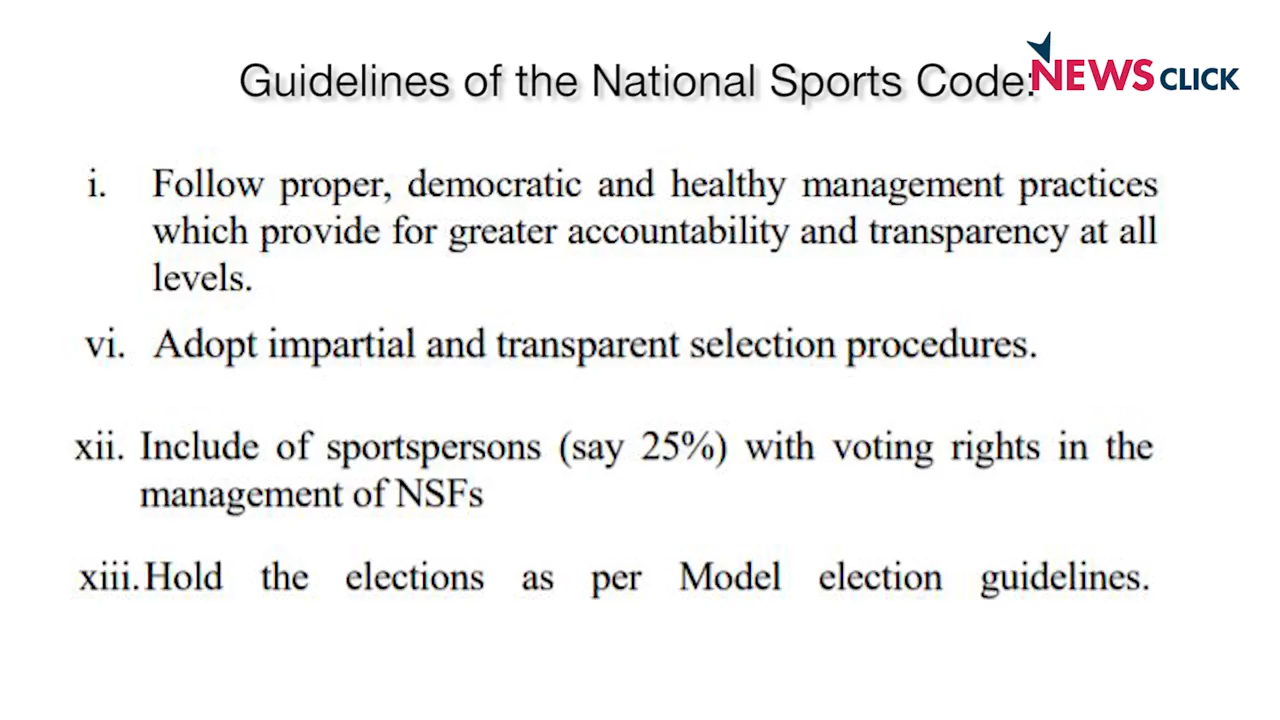 Guidelines of the National Sports Code:
NEWSCLICK
i. Follow proper, democratic and healthy management practices
which provide for greater accountability and transparency at all
levels.
vi. Adopt impartial and transparent selection procedures.
xii. Include of sportspersons (say 25%) with voting rights in the
management of NSFs
xiii. Hold the elections as per Model election guidelines.